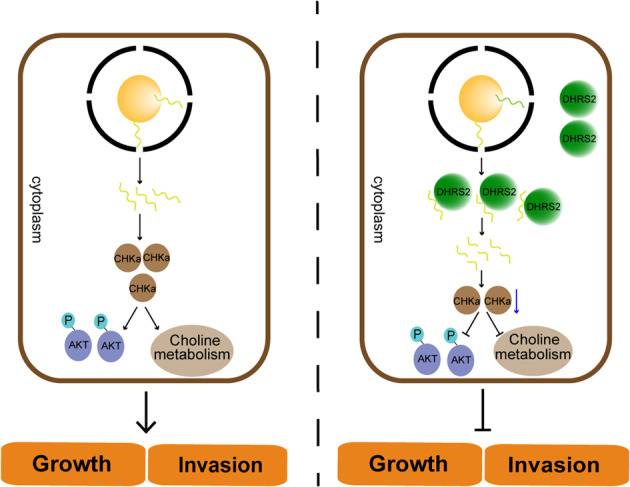 cytoplasm
CHKa
CHKa
CHKa
P
P
AKT
AKT
Choline
metabolism
Growth
Invasion
DHRS2
DHRS2
cytoplasm
DHRS2
DHRS2
DHRS2
CHKa
CHKa
P
P
AKT
AKT
Choline
metabolism
Growth
Invasion